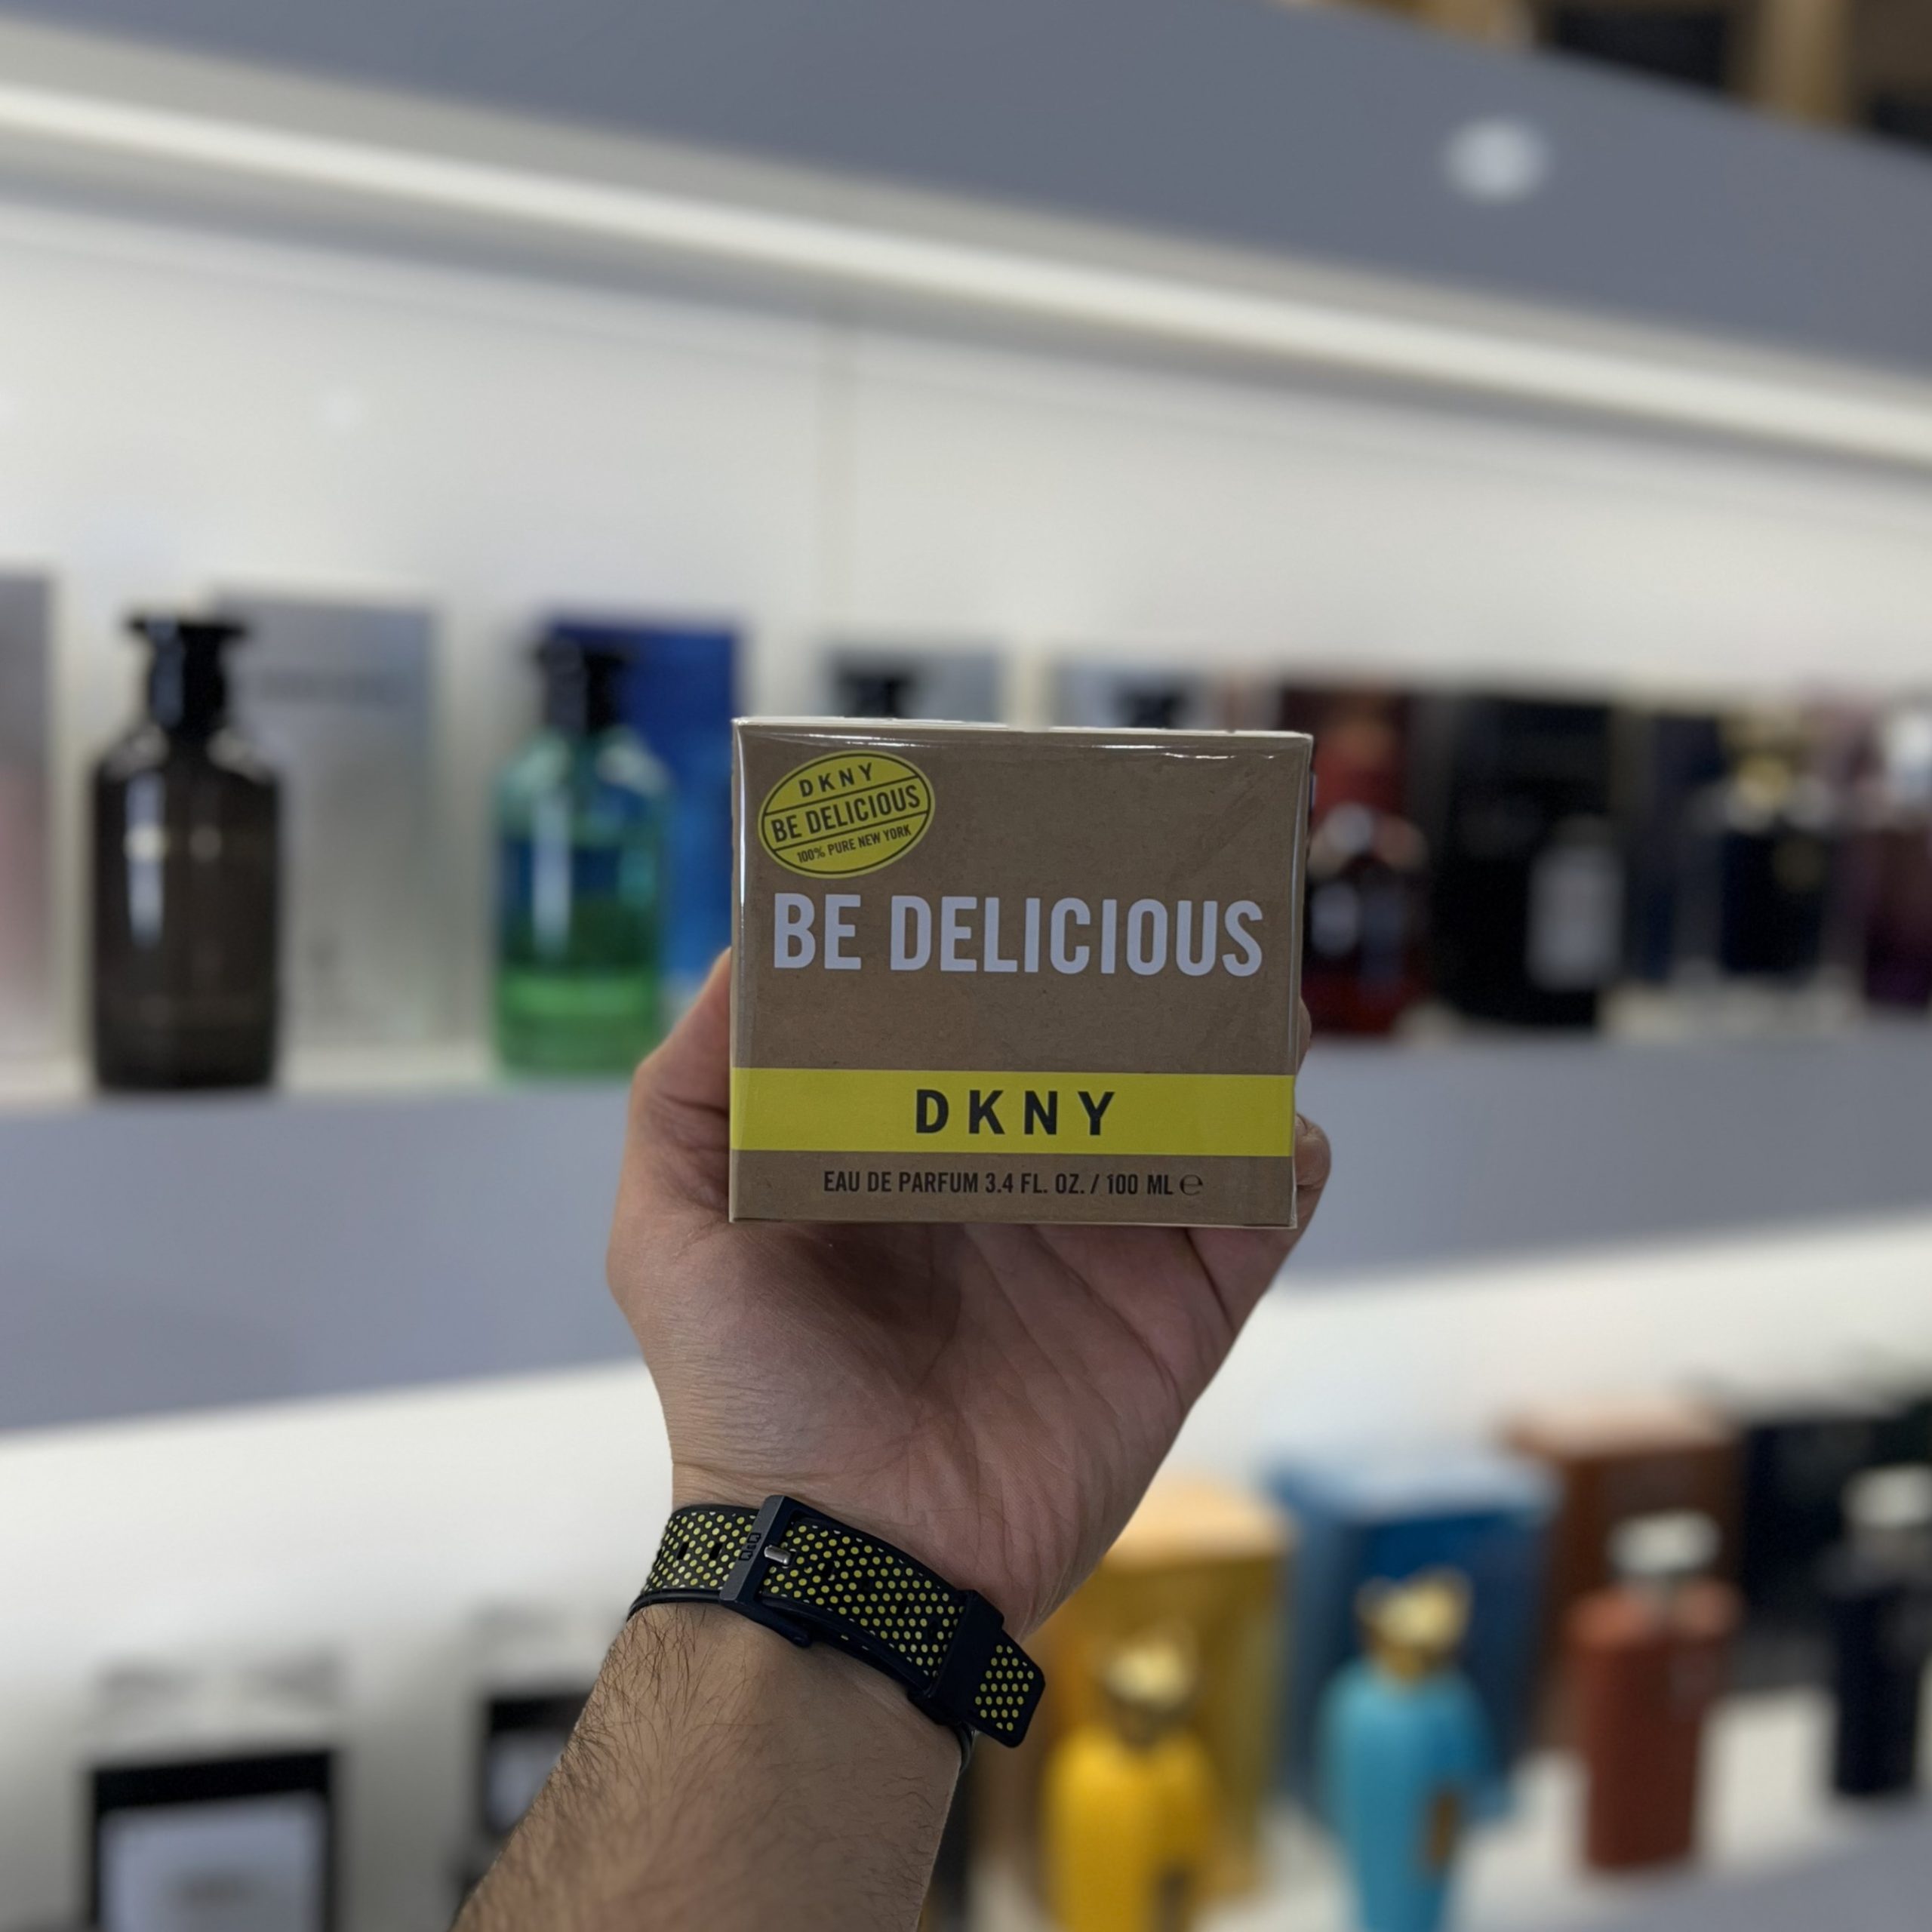 DKNY
BE DELICIOUS
100% PURE NEW YORK
BE DELICIOUS
DKNY
EAU DE PARFUM 3.4 FL. OZ. / 100 ML ℮
Q&Q